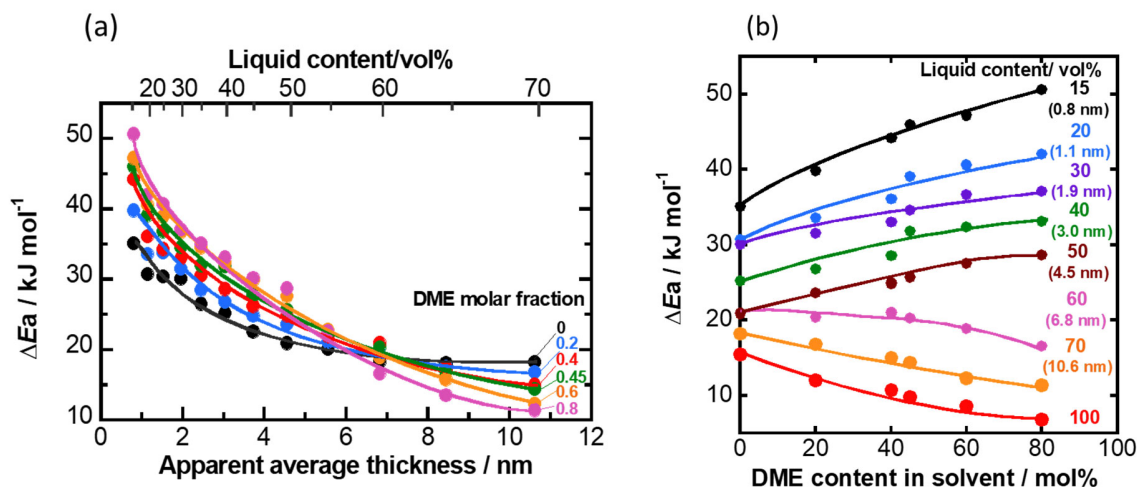 (a)
Liquid content/vol%
20 30 40 50 60 70
50
40
30
20
10
ΔEa / kJ mol-1
DME molar fraction
0
0.2
0.4
0.45
0.6
0.8
0 2 4 6 8 10 12
Apparent average thickness / nm
(b)
Liquid content/ vol%
15
(0.8 nm)
20
(1.1 nm)
30
(1.9 nm)
40
(3.0 nm)
50
(4.5 nm)
60
(6.8 nm)
70
(10.6 nm)
100
50
40
30
20
10
ΔEa / kJ mol-1
0 20 40 60 80 100
DME content in solvent / mol%